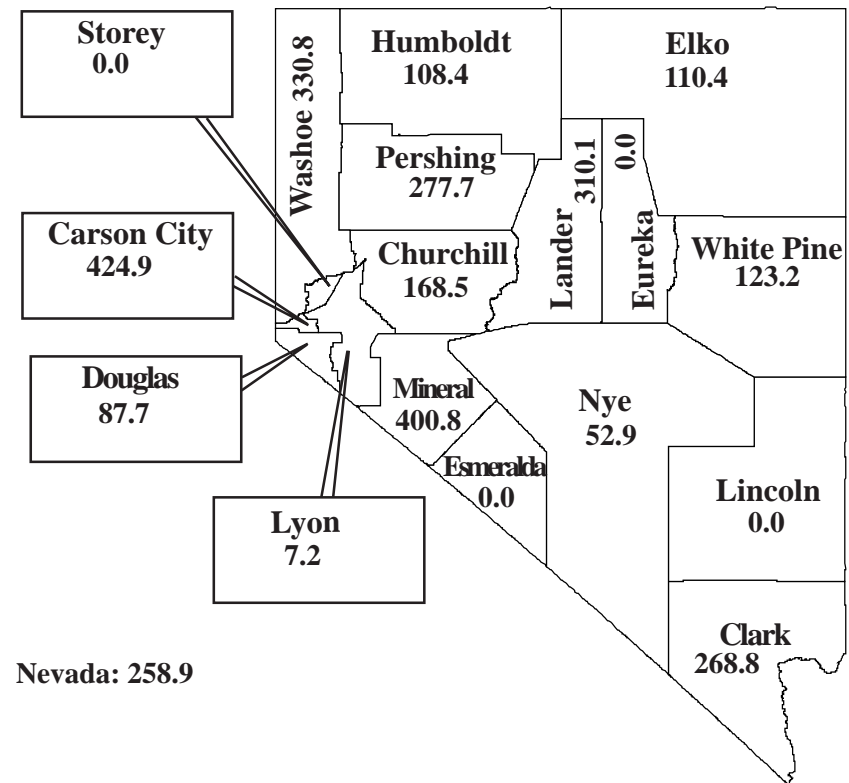 Storey
0.0
Humboldt
108.4
Elko
110.4
Washoe 330.8
Pershing
277.7
Lander 310.1
Eureka 0.0
Carson City
424.9
Churchill
168.5
White Pine
123.2
Douglas
87.7
Mineral
400.8
Nye
52.9
Esmeralda
0.0
Lincoln
0.0
Lyon
7.2
Clark
268.8
Nevada: 258.9